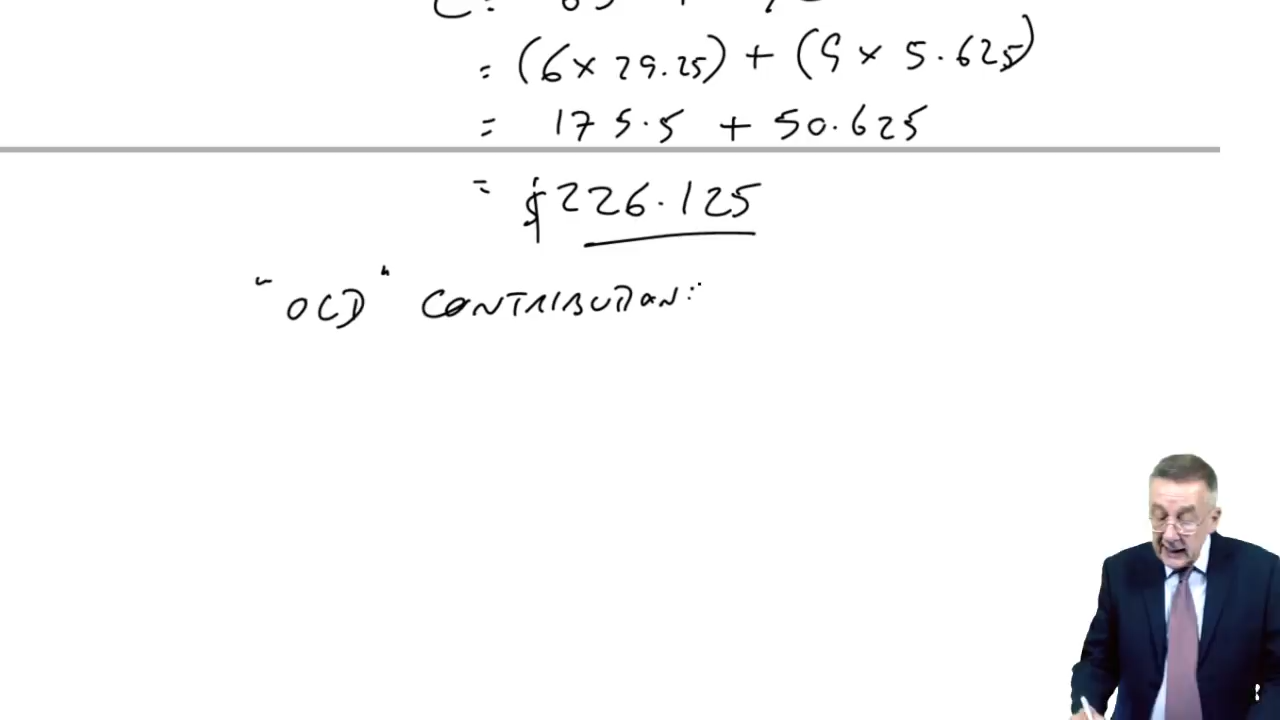 = (6 × 29.25) + (9 × 5.625)
= 175.5 + 50.625
= $226.125
"OCD" CONTRIBUTION: